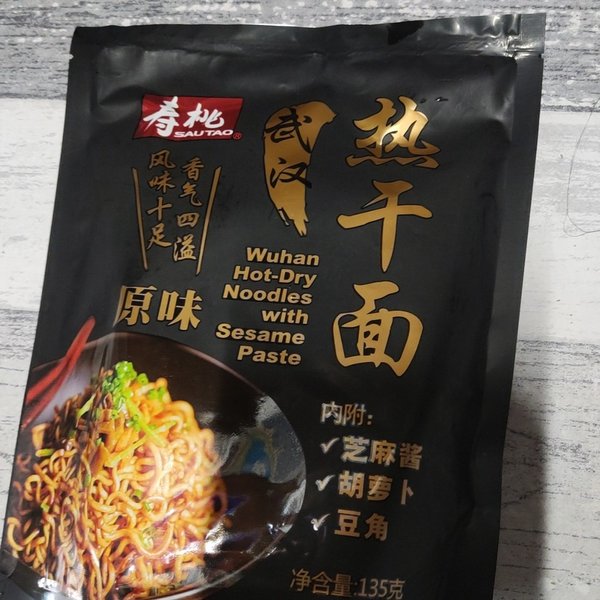 寿桃
SAUTAO®
香气四溢
风味十足
武汉
热干面
Wuhan
Hot-Dry
Noodles
with
Sesame
Paste
原味
内附:
✓芝麻酱
✓胡萝卜
✓豆角
净含量:135克